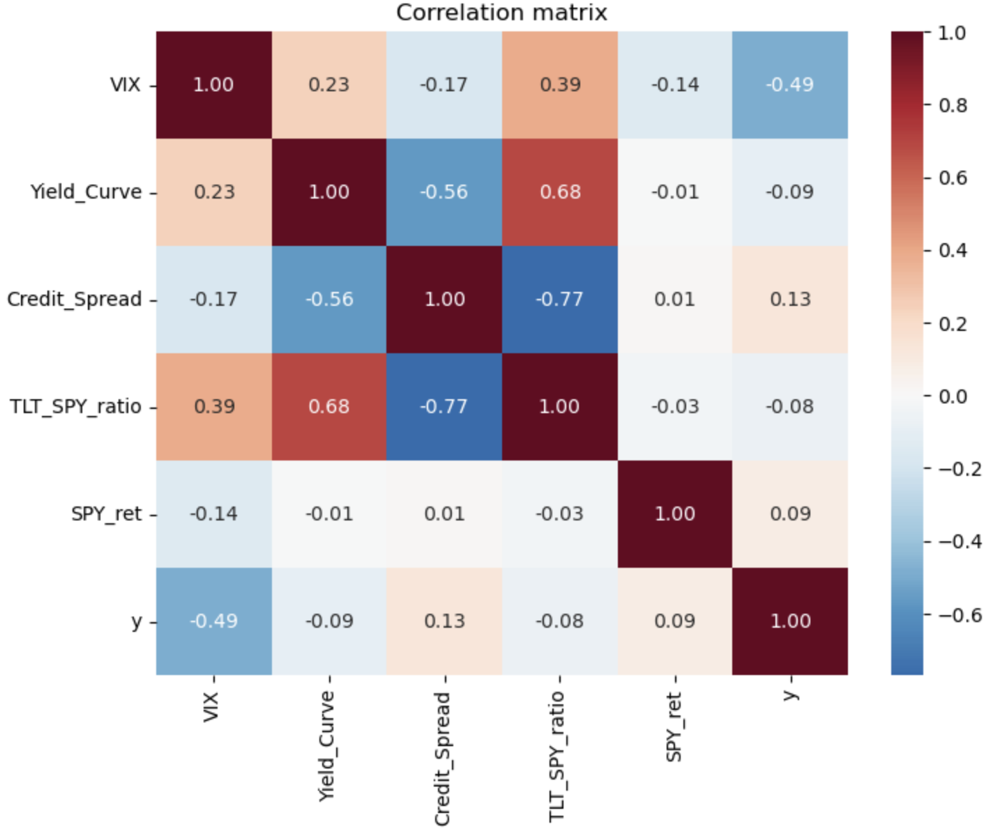 Correlation matrix
VIX 1.00 0.23 -0.17 0.39 -0.14 -0.49
Yield_Curve 0.23 1.00 -0.56 0.68 -0.01 -0.09
Credit_Spread -0.17 -0.56 1.00 -0.77 0.01 0.13
TLT_SPY_ratio 0.39 0.68 -0.77 1.00 -0.03 -0.08
SPY_ret -0.14 -0.01 0.01 -0.03 1.00 0.09
y -0.49 -0.09 0.13 -0.08 0.09 1.00
VIX
Yield_Curve
Credit_Spread
TLT_SPY_ratio
SPY_ret
y
1.0
0.8
0.6
0.4
0.2
0.0
−0.2
−0.4
−0.6